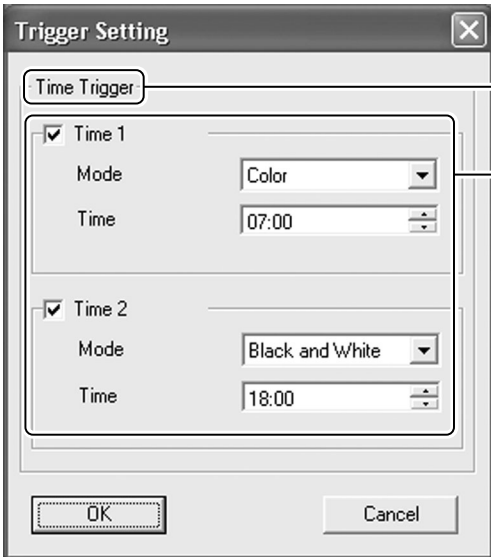 Trigger Setting
Time Trigger
Time 1
Mode Color
Time 07:00
Time 2
Mode Black and White
Time 18:00
OK Cancel